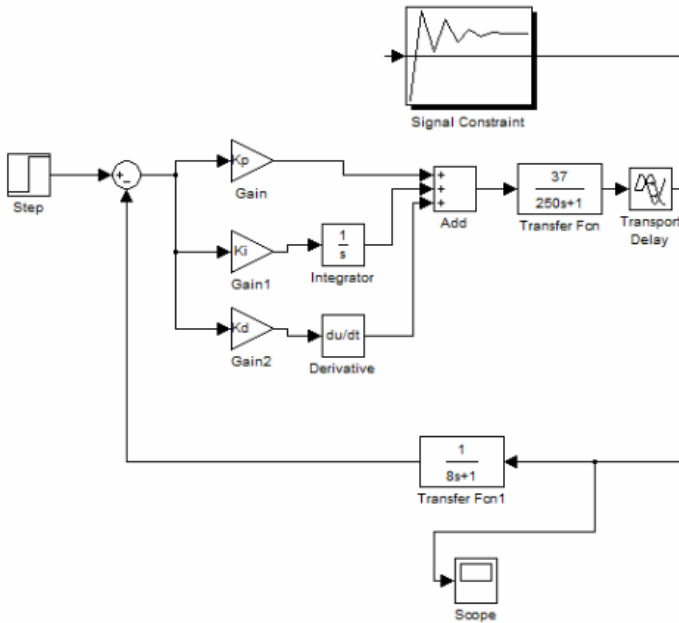 Signal Constraint
Step
+
−
Kp
Gain
Ki
Gain1
1
s
Integrator
Kd
Gain2
du/dt
Derivative
+
+
+
Add
37
250s+1
Transfer Fcn
Transport
Delay
1
8s+1
Transfer Fcn1
Scope